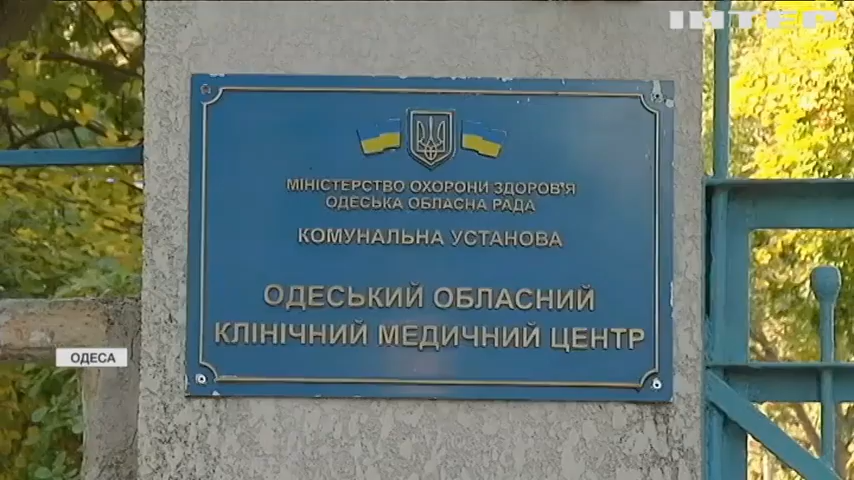 ІНТЕР
МІНІСТЕРСТВО ОХОРОНИ ЗДОРОВ'Я
ОДЕСЬКА ОБЛАСНА РАДА
КОМУНАЛЬНА УСТАНОВА
ОДЕСЬКИЙ ОБЛАСНИЙ
КЛІНІЧНИЙ МЕДИЧНИЙ ЦЕНТР
ОДЕСА